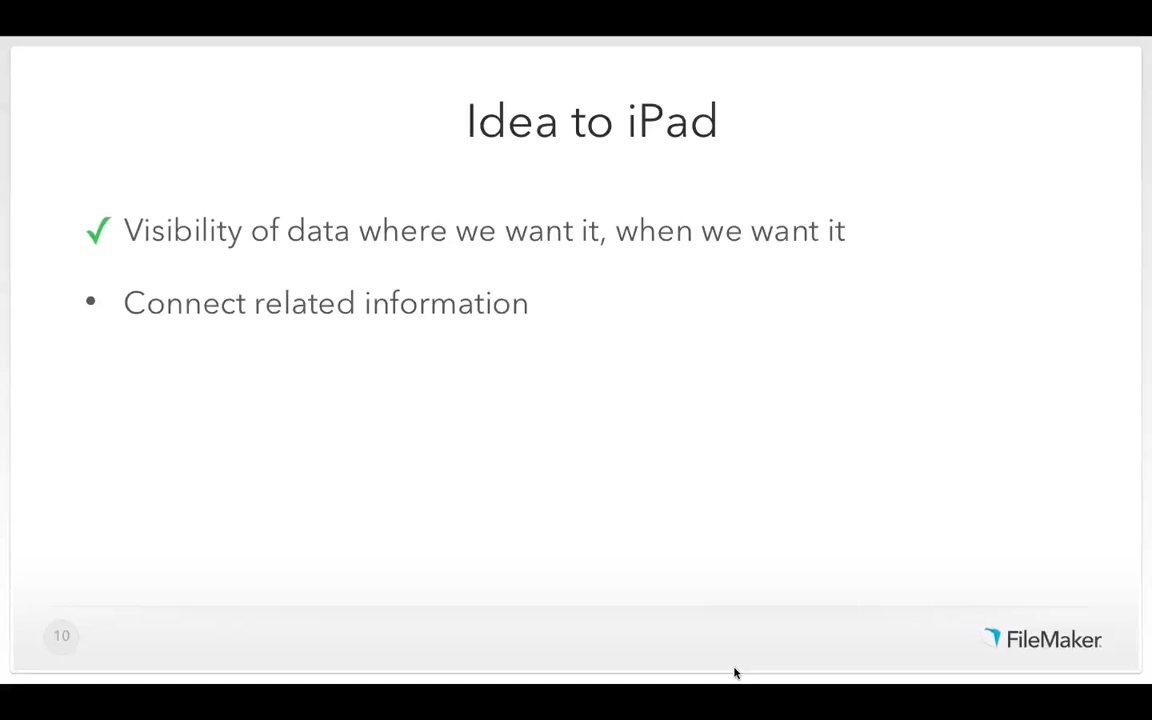 Idea to iPad
✓ Visibility of data where we want it, when we want it
• Connect related information
10
FileMaker